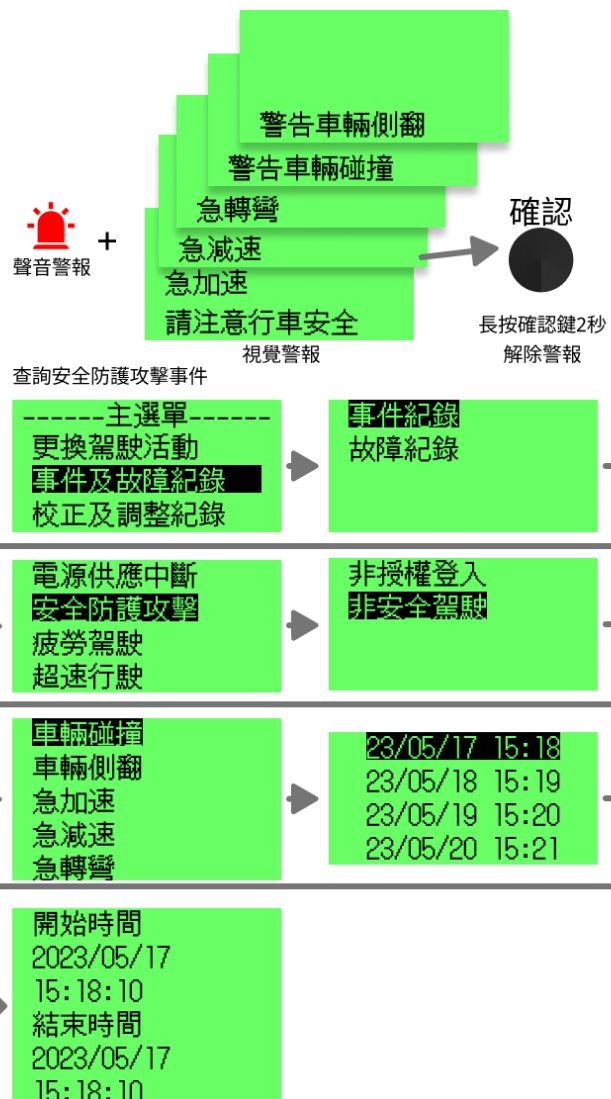 警告車輛側翻
警告車輛碰撞
急轉彎
急減速
急加速
請注意行車安全
聲音警報
+
視覺警報
確認
長按確認鍵2秒
解除警報
查詢安全防護攻擊事件
------主選單------
更換駕駛活動
事件及故障紀錄
校正及調整紀錄
事件紀錄
故障紀錄
電源供應中斷
安全防護攻擊
疲勞駕駛
超速行駛
非授權登入
非安全駕駛
車輛碰撞
車輛側翻
急加速
急減速
急轉彎
23/05/17 15:18
23/05/18 15:19
23/05/19 15:20
23/05/20 15:21
開始時間
2023/05/17
15:18:10
結束時間
2023/05/17
15:18:10